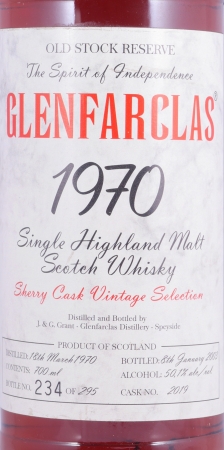 OLD STOCK RESERVE
The Spirit of Independence
GLENFARCLAS®
1970
Single Highland Malt
Scotch Whisky
Sherry Cask Vintage Selection
Distilled and Bottled by
J. & G. Grant - Glenfarclas Distillery - Speyside
PRODUCT OF SCOTLAND
DISTILLED: 18th March 1970 BOTTLED: 8th January
CONTENTS: 700 ml ALCOHOL: 50.1% vol
BOTTLE NO. 234 OF 295 CASK-NO. 2019